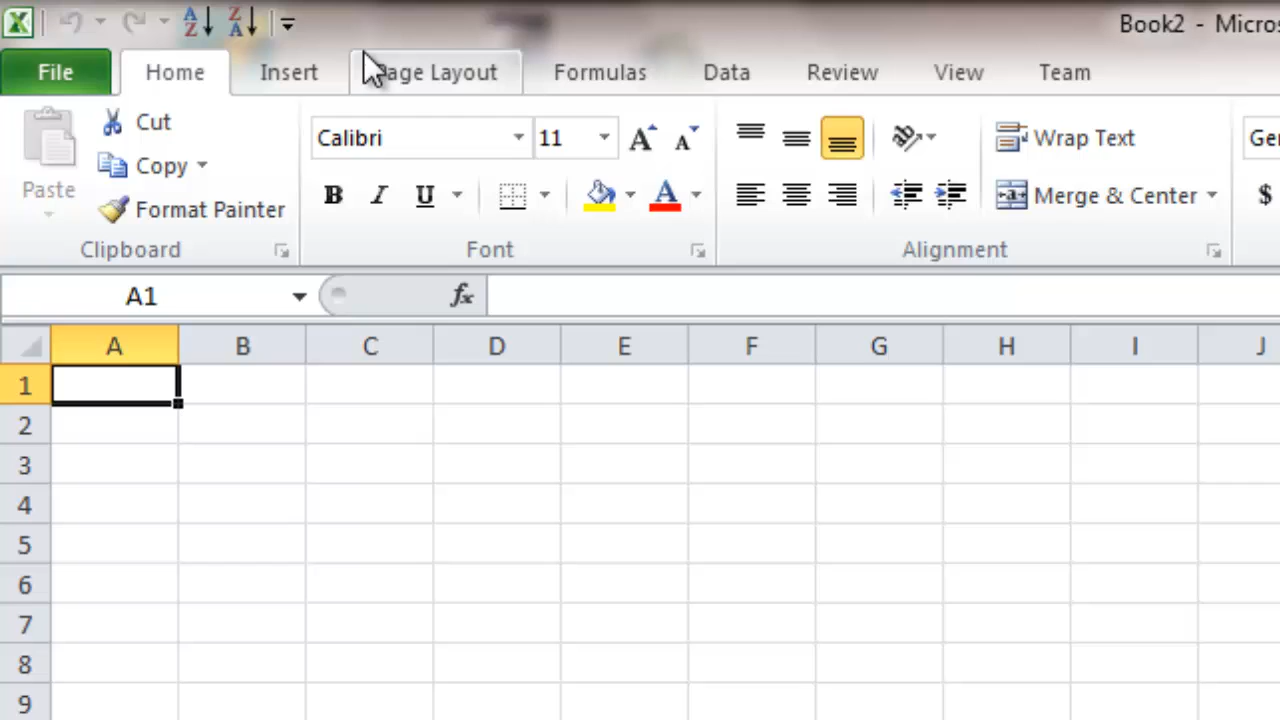 Book2 - Micros
File Home Insert Page Layout Formulas Data Review View Team
Cut
Calibri 11 Wrap Text Ger
Copy
Paste
B I U A Merge & Center $
Format Painter
Clipboard Font Alignment
A1 fx
A B C D E F G H I J
1
2
3
4
5
6
7
8
9